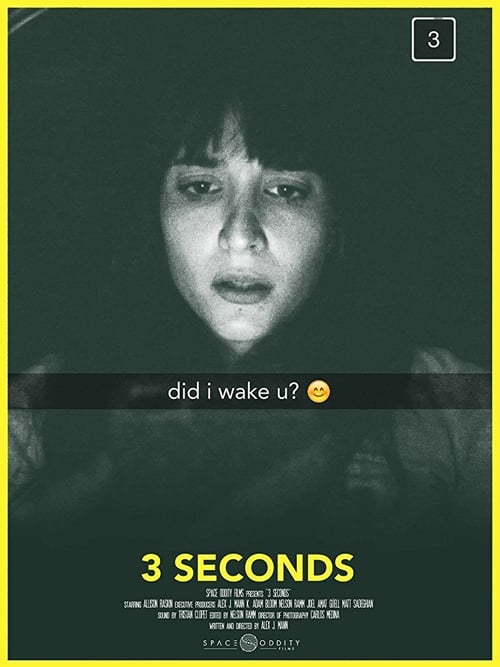 3
did i wake u? 😊
3 SECONDS
SPACE ODDITY FILMS PRESENTS "3 SECONDS"
STARRING ALLISON RASKIN EXECUTIVE PRODUCERS ALEX J. MANN K. ADAM BLOOM NELSON RAMM JOEL AMAT GÜELL MATT SADEGHIAN
SOUND BY TRISTAN CLOPET EDITED BY NELSON RAMM DIRECTOR OF PHOTOGRAPHY CARLOS MEDINA
WRITTEN AND DIRECTED BY ALEX J. MANN
SPACE ODDITY
FILMS